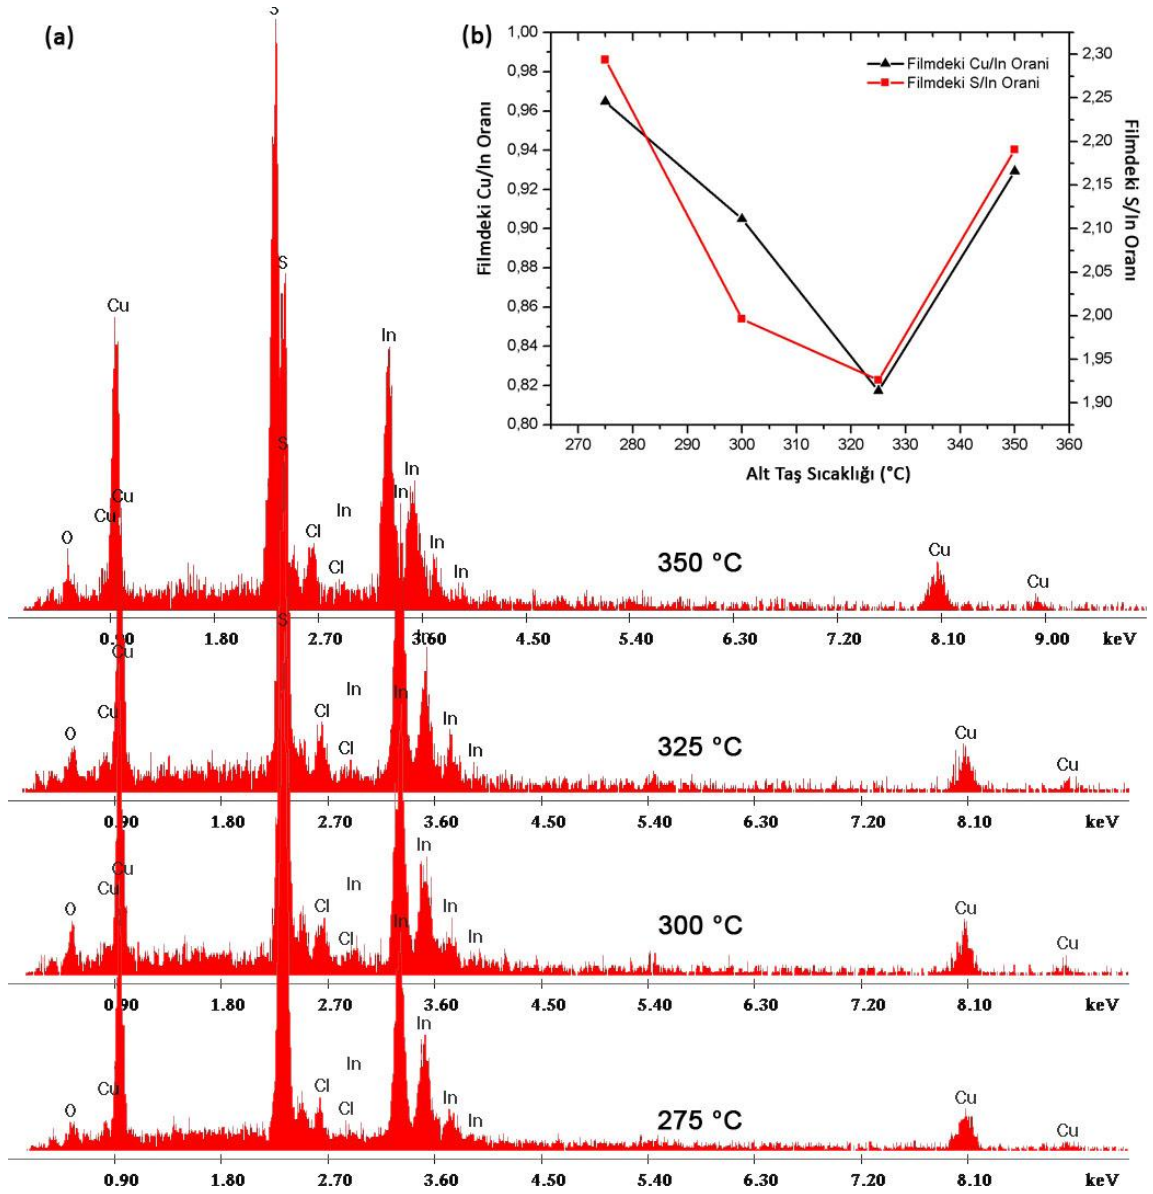 (a)
S
S
Cu
In
S
Cu
Cu
In
In
In
O
Cl
Cl
In
In
350 °C
Cu
Cu
0.90 1.80 2.70 3.60 4.50 5.40 6.30 7.20 8.10 9.00 keV
(b)
Filmdeki Cu/In Oranı
1,00
0,98
0,96
0,94
0,92
0,90
0,88
0,86
0,84
0,82
0,80
Filmdeki Cu/In Orani
Filmdeki S/In Orani
2,30
2,25
2,20
2,15
2,10
2,05
2,00
1,95
1,90
Filmdeki S/In Oranı
270 280 290 300 310 320 330 340 350 360
Alt Taş Sıcaklığı (°C)
S
Cu
Cu
O
In
Cl
Cl
In
In
In
325 °C
Cu
Cu
0.90 1.80 2.70 3.60 4.50 5.40 6.30 7.20 8.10 keV
Cu
Cu
O
In
Cl
Cl
In
In
In
In
300 °C
Cu
Cu
0.90 1.80 2.70 3.60 4.50 5.40 6.30 7.20 8.10 keV
Cu
O
In
Cl
Cl
In
In
In
275 °C
Cu
Cu
0.90 1.80 2.70 3.60 4.50 5.40 6.30 7.20 8.10 keV